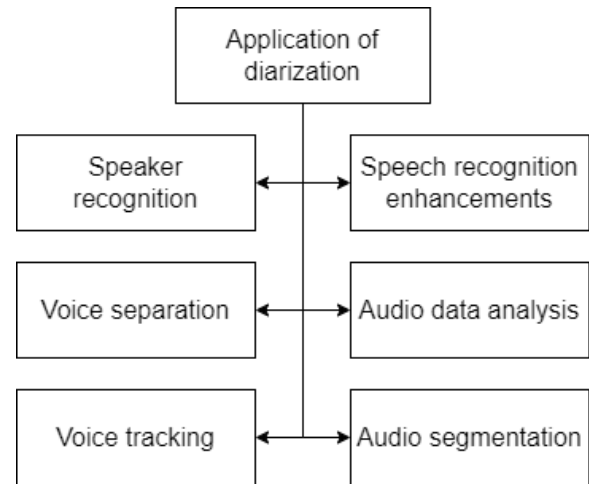 Application of
diarization
Speaker
recognition
Speech recognition
enhancements
Voice separation
Audio data analysis
Voice tracking
Audio segmentation